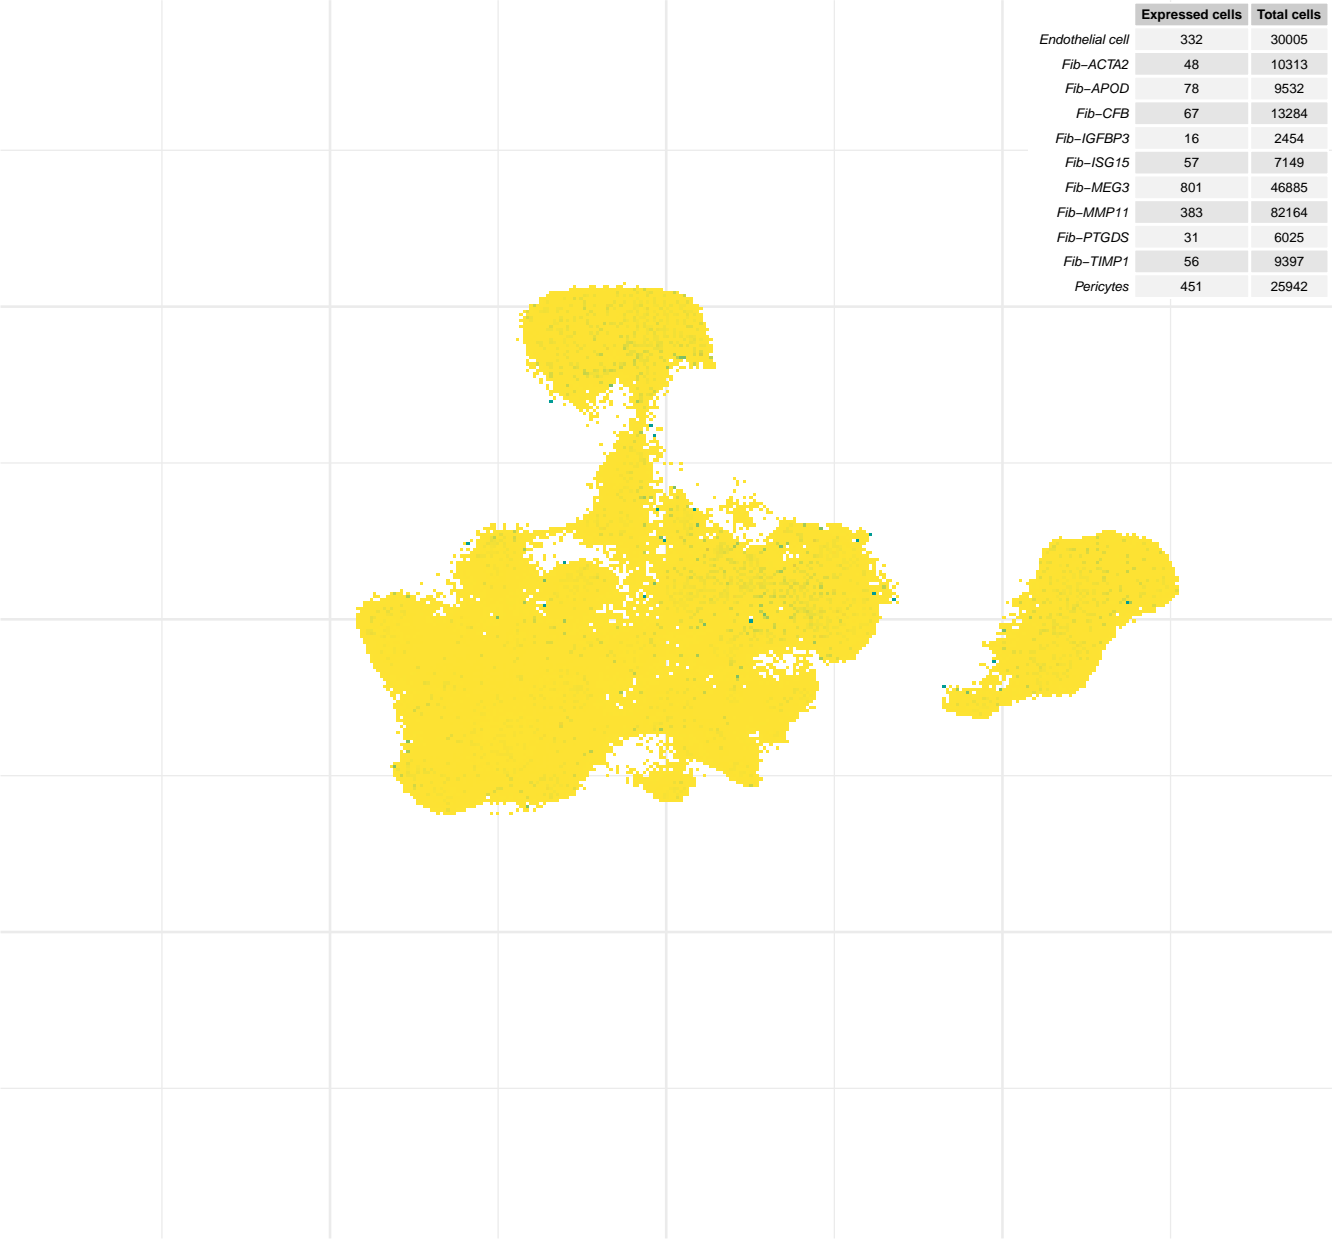 Expressed cells Total cells
Endothelial cell 332 30005
Fib−ACTA2 48 10313
Fib−APOD 78 9532
Fib−CFB 67 13284
Fib−IGFBP3 16 2454
Fib−ISG15 57 7149
Fib−MEG3 801 46885
Fib−MMP11 383 82164
Fib−PTGDS 31 6025
Fib−TIMP1 56 9397
Pericytes 451 25942